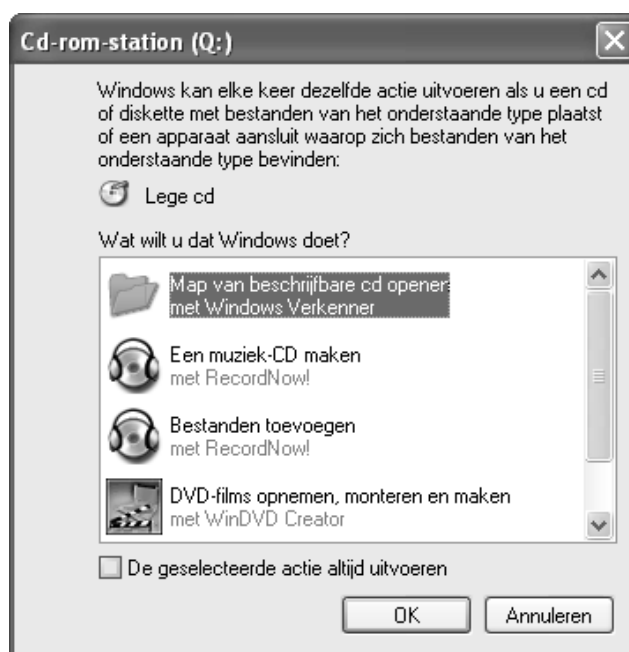 Cd-rom-station (Q:)
Windows kan elke keer dezelfde actie uitvoeren als u een cd
of diskette met bestanden van het onderstaande type plaatst
of een apparaat aansluit waarop zich bestanden van het
onderstaande type bevinden:
Lege cd
Wat wilt u dat Windows doet?
Map van beschrijfbare cd opener
met Windows Verkenner
Een muziek-CD maken
met RecordNow!
Bestanden toevoegen
met RecordNow!
DVD-films opnemen, monteren en maken
met WinDVD Creator
De geselecteerde actie altijd uitvoeren
OK
Annuleren